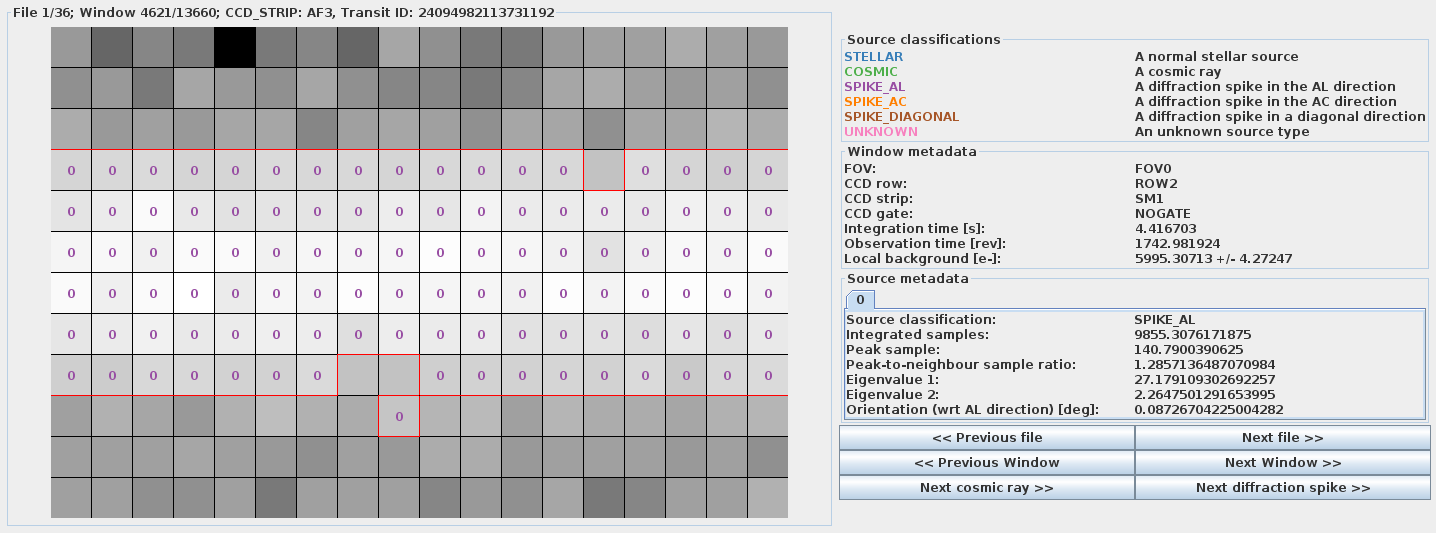 File 1/36; Window 4621/13660; CCD_STRIP: AF3, Transit ID: 24094982113731192
0 0 0 0 0 0 0 0 0 0 0 0 0 0 0 0 0
0 0 0 0 0 0 0 0 0 0 0 0 0 0 0 0 0 0
0 0 0 0 0 0 0 0 0 0 0 0 0 0 0 0 0 0
0 0 0 0 0 0 0 0 0 0 0 0 0 0 0 0 0 0
0 0 0 0 0 0 0 0 0 0 0 0 0 0 0 0 0 0
0 0 0 0 0 0 0 0 0 0 0 0 0 0 0 0
0
Source classifications
STELLAR A normal stellar source
COSMIC A cosmic ray
SPIKE_AL A diffraction spike in the AL direction
SPIKE_AC A diffraction spike in the AC direction
SPIKE_DIAGONAL A diffraction spike in a diagonal direction
UNKNOWN An unknown source type
Window metadata
FOV: FOV0
CCD row: ROW2
CCD strip: SM1
CCD gate: NOGATE
Integration time [s]: 4.416703
Observation time [rev]: 1742.981924
Local background [e-]: 5995.30713 +/- 4.27247
Source metadata
0
Source classification: SPIKE_AL
Integrated samples: 9855.3076171875
Peak sample: 140.7900390625
Peak-to-neighbour sample ratio: 1.2857136487070984
Eigenvalue 1: 27.179109302692257
Eigenvalue 2: 2.2647501291653995
Orientation (wrt AL direction) [deg]: 0.08726704225004282
<< Previous file Next file >>
<< Previous Window Next Window >>
Next cosmic ray >> Next diffraction spike >>